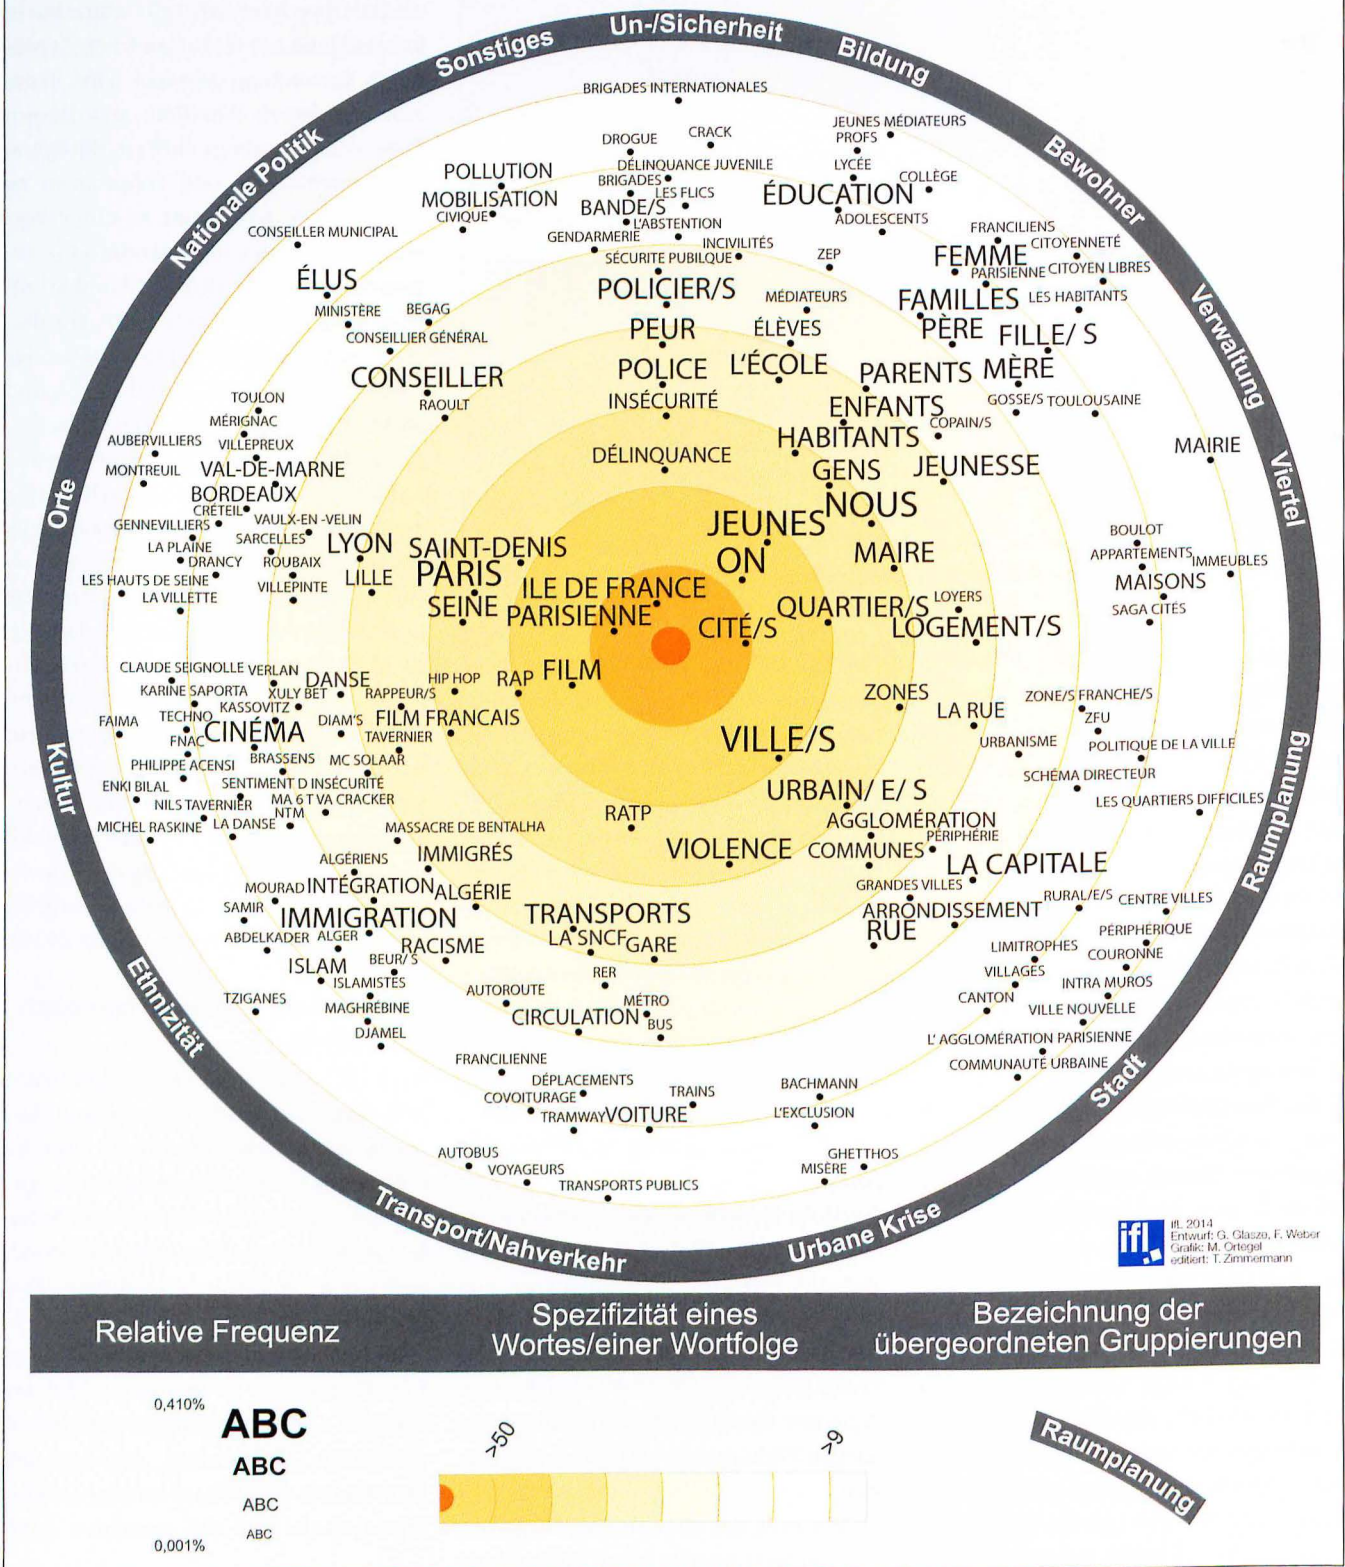 Un-/Sicherheit
Bildung
Bewohner
Verwaltung
Viertel
Raumplanung
Stadt
Urbane Krise
Transport/Nahverkehr
Ethnizität
Kultur
Orte
Nationale Politik
Sonstiges
BRIGADES INTERNATIONALES
DROGUE
CRACK
DÉLINQUANCE JUVENILE
BRIGADES
LES FLICS
BANDE/S
L'ABSTENTION
GENDARMERIE
INCIVILITÉS
SÉCURITE PUBILQUE
POLICIER/S
PEUR
POLICE
INSÉCURITÉ
DÉLINQUANCE
JEUNES MÉDIATEURS
PROFS
LYCÉE
COLLÈGE
ÉDUCATION
ADOLESCENTS
ZEP
MÉDIATEURS
ÉLÈVES
L'ÉCOLE
FRANCILIENS
CITOYENNETÉ
FEMME
PARISIENNE
CITOYEN LIBRES
FAMILLES
LES HABITANTS
PÈRE
FILLE/ S
PARENTS
MÈRE
GOSSE/S
TOULOUSAINE
ENFANTS
COPAIN/S
HABITANTS
GENS
JEUNESSE
NOUS
JEUNES
ON
MAIRIE
MAIRE
BOULOT
APPARTEMENTS
IMMEUBLES
MAISONS
SAGA CITÉS
LOYERS
QUARTIER/S
LOGEMENT/S
CITÉ/S
ZONES
LA RUE
ZONE/S FRANCHE/S
ZFU
URBANISME
POLITIQUE DE LA VILLE
SCHÉMA DIRECTEUR
LES QUARTIERS DIFFICILES
VILLE/S
URBAIN/ E/ S
AGGLOMÉRATION
PÉRIPHÉRIE
COMMUNES
LA CAPITALE
GRANDES VILLES
RURAL/E/S
CENTRE VILLES
ARRONDISSEMENT
RUE
PÉRIPHÉRIQUE
LIMITROPHES
COURONNE
VILLAGES
INTRA MUROS
CANTON
VILLE NOUVELLE
L' AGGLOMÉRATION PARISIENNE
COMMUNAUTÉ URBAINE
VIOLENCE
BACHMANN
L'EXCLUSION
GHETTHOS
MISÈRE
RATP
TRANSPORTS
LA SNCF
GARE
RER
AUTOROUTE
MÉTRO
CIRCULATION
BUS
FRANCILIENNE
DÉPLACEMENTS
TRAINS
COVOITURAGE
TRAMWAY
VOITURE
AUTOBUS
VOYAGEURS
TRANSPORTS PUBLICS
MASSACRE DE BENTALHA
IMMIGRÉS
ALGÉRIENS
MOURAD
INTÉGRATION
ALGÉRIE
SAMIR
IMMIGRATION
ABDELKADER
ALGER
RACISME
BEUR/ S
ISLAM
ISLAMISTES
TZIGANES
MAGHRÉBINE
DJAMEL
FILM
RAP
HIP HOP
CLAUDE SEIGNOLLE
VERLAN
DANSE
KARINE SAPORTA
XULY BET
RAPPEUR/S
KASSOVITZ
FAIMA
TECHNO
DIAM'S
FILM FRANCAIS
CINÉMA
TAVERNIER
FNAC
BRASSENS
MC SOLAAR
PHILIPPE ACENSI
ENKI BILAL
SENTIMENT D INSÉCURITÉ
NILS TAVERNIER
MA 6 T VA CRACKER
NTM
MICHEL RASKINE
LA DANSE
TOULON
MÉRIGNAC
AUBERVILLIERS
VILLEPREUX
MONTREUIL
VAL-DE-MARNE
BORDEAUX
CRÉTEIL
GENNEVILLIERS
VAULX-EN -VELIN
LA PLAINE
SARCELLES
LYON
SAINT-DENIS
DRANCY
ROUBAIX
PARIS
LES HAUTS DE SEINE
LILLE
LA VILLETTE
VILLEPINTE
SEINE
ILE DE FRANCE
PARISIENNE
CONSEILLER MUNICIPAL
ÉLUS
MINISTÈRE
BEGAG
CONSEILLIER GÉNÉRAL
CONSEILLER
RAOULT
POLLUTION
MOBILISATION
CIVIQUE
ifl
IfL 2014
Entwurf: G. Glasze, F. Weber
Grafik: M. Ortegel
editiert: T. Zimmermann
Relative Frequenz
Spezifizität eines
Wortes/einer Wortfolge
Bezeichnung der
übergeordneten Gruppierungen
0,410%
ABC
ABC
ABC
ABC
0,001%
>50
>9
Raumplanung